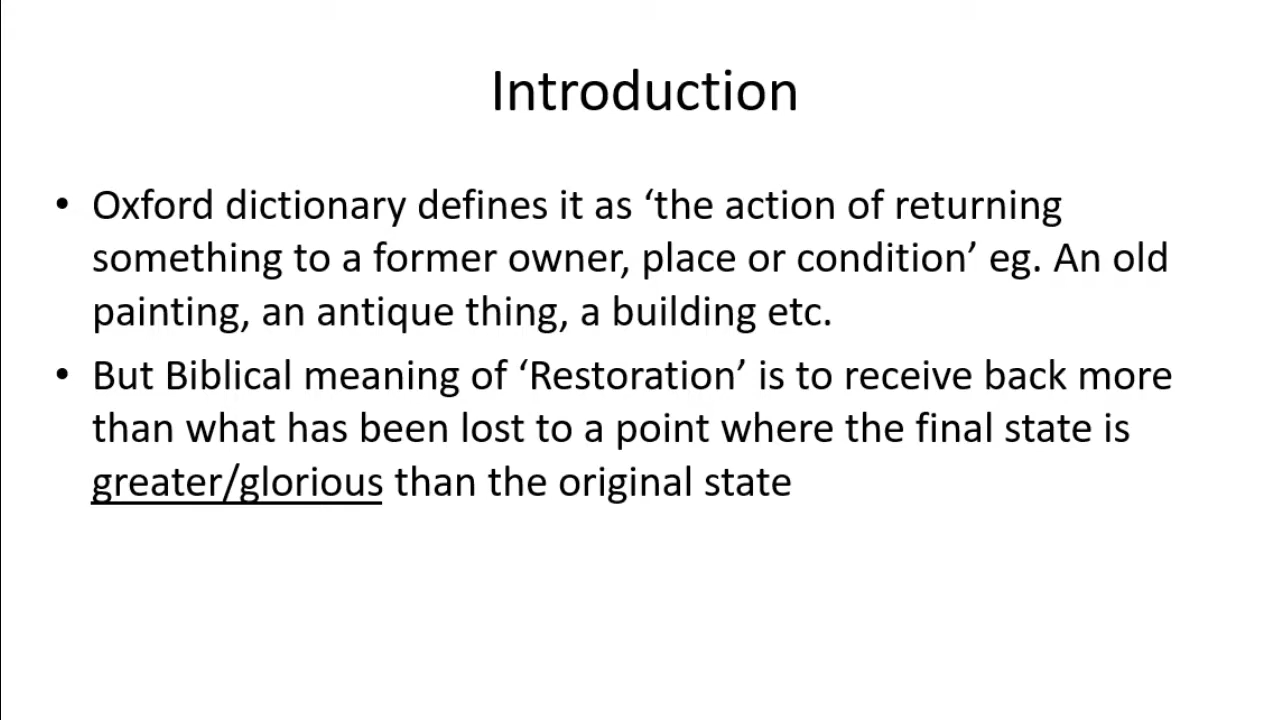 Introduction
• Oxford dictionary defines it as ‘the action of returning
something to a former owner, place or condition’ eg. An old
painting, an antique thing, a building etc.
• But Biblical meaning of ‘Restoration’ is to receive back more
than what has been lost to a point where the final state is
greater/glorious than the original state